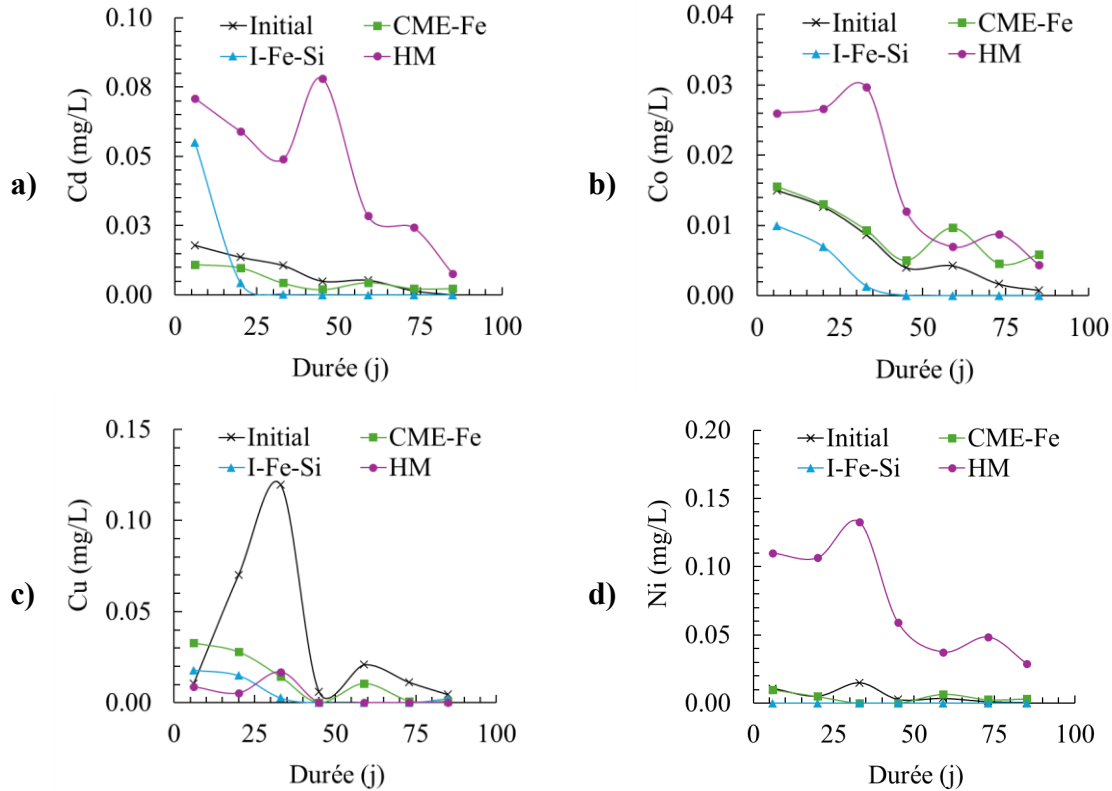 a)
Cd (mg/L)
0.10
0.08
0.05
0.03
0.00
Initial
CME-Fe
I-Fe-Si
HM
0 25 50 75 100
Durée (j)
b)
Co (mg/L)
0.04
0.03
0.02
0.01
0.00
Initial
CME-Fe
I-Fe-Si
HM
0 25 50 75 100
Durée (j)
c)
Cu (mg/L)
0.15
0.10
0.05
0.00
Initial
CME-Fe
I-Fe-Si
HM
0 25 50 75 100
Durée (j)
d)
Ni (mg/L)
0.20
0.15
0.10
0.05
0.00
Initial
CME-Fe
I-Fe-Si
HM
0 25 50 75 100
Durée (j)